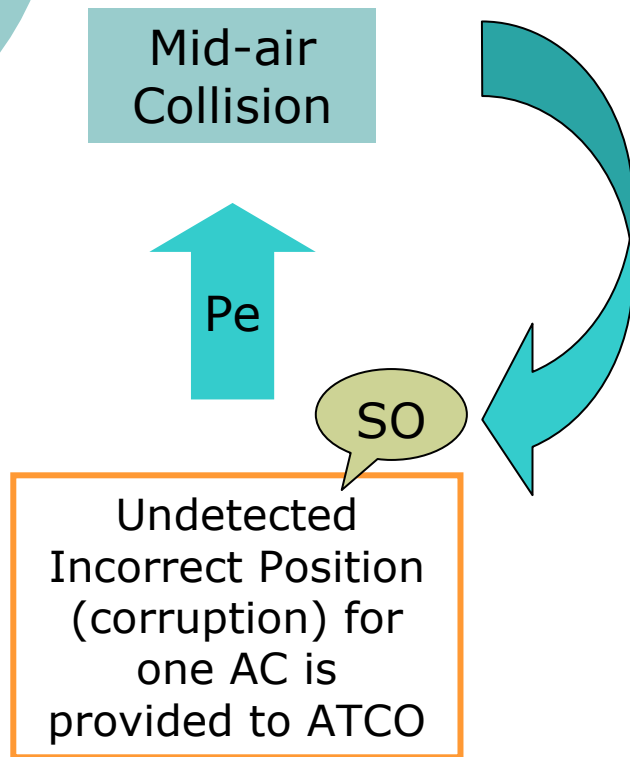 Mid-air
Collision
Pe
SO
Undetected
Incorrect Position
(corruption) for
one AC is
provided to ATCO